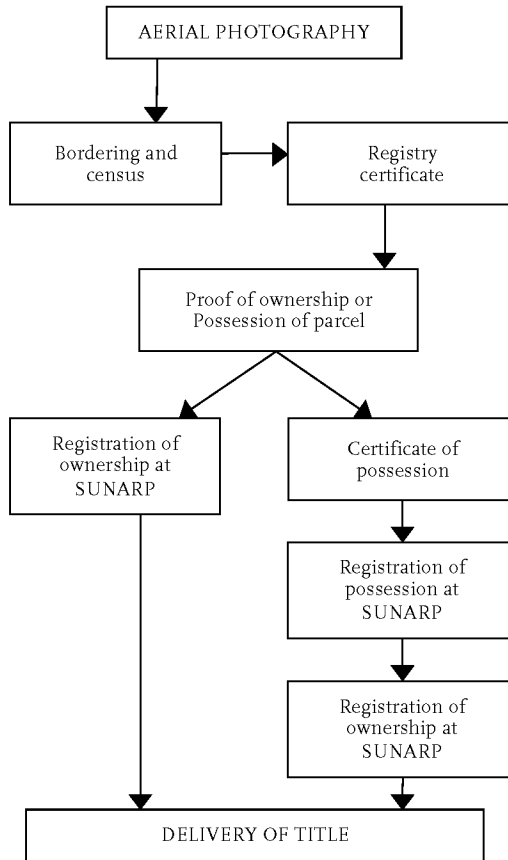 AERIAL PHOTOGRAPHY
Bordering and
census
Registry
certificate
Proof of ownership or
Possession of parcel
Registration of
ownership at
SUNARP
Certificate of
possession
Registration of
possession at
SUNARP
Registration of
ownership at
SUNARP
DELIVERY OF TITLE